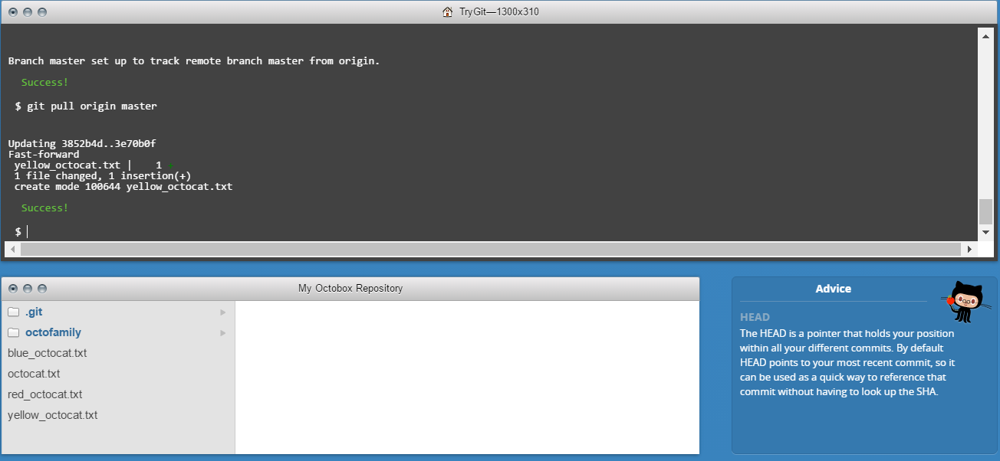 TryGit—1300x310
Branch master set up to track remote branch master from origin.
Success!
$ git pull origin master
Updating 3852b4d..3e70b0f
Fast-forward
yellow_octocat.txt |    1 +
1 file changed, 1 insertion(+)
create mode 100644 yellow_octocat.txt
Success!
$
My Octobox Repository
.git
octofamily
blue_octocat.txt
octocat.txt
red_octocat.txt
yellow_octocat.txt
Advice
HEAD
The HEAD is a pointer that holds your position
within all your different commits. By default
HEAD points to your most recent commit, so it
can be used as a quick way to reference that
commit without having to look up the SHA.